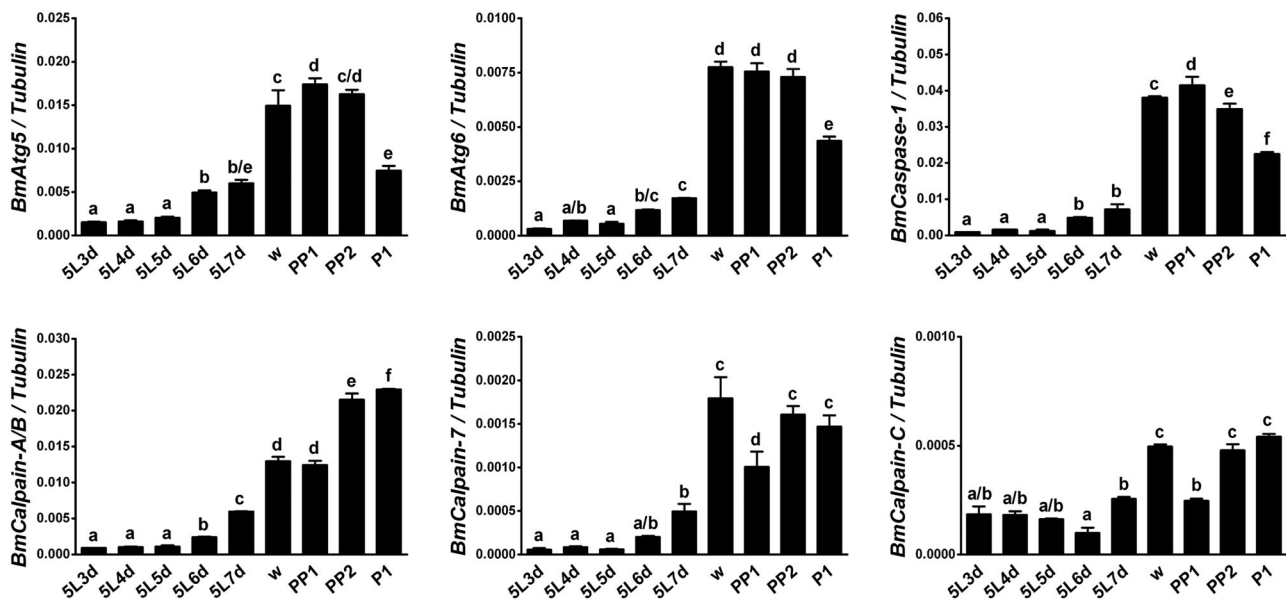 BmAtg5 / Tubulin
0.025
0.020
0.015
0.010
0.005
0.000
a a a b b/e c d c/d e
5L3d 5L4d 5L5d 5L6d 5L7d w PP1 PP2 P1
BmAtg6 / Tubulin
0.0100
0.0075
0.0050
0.0025
0.0000
a a/b a b/c c d d d e
5L3d 5L4d 5L5d 5L6d 5L7d w PP1 PP2 P1
BmCaspase-1 / Tubulin
0.06
0.04
0.03
0.02
0.01
0.00
a a a b b c d e f
5L3d 5L4d 5L5d 5L6d 5L7d w PP1 PP2 P1
BmCalpain-A/B / Tubulin
0.030
0.025
0.020
0.015
0.010
0.005
0.000
a a a b c d d e f
5L3d 5L4d 5L5d 5L6d 5L7d w PP1 PP2 P1
BmCalpain-7 / Tubulin
0.0025
0.0020
0.0015
0.0010
0.0005
0.0000
a a a a/b b c d c c
5L3d 5L4d 5L5d 5L6d 5L7d w PP1 PP2 P1
BmCalpain-C / Tubulin
0.0010
0.0005
0.0000
a/b a/b a/b a b c b c c
5L3d 5L4d 5L5d 5L6d 5L7d w PP1 PP2 P1